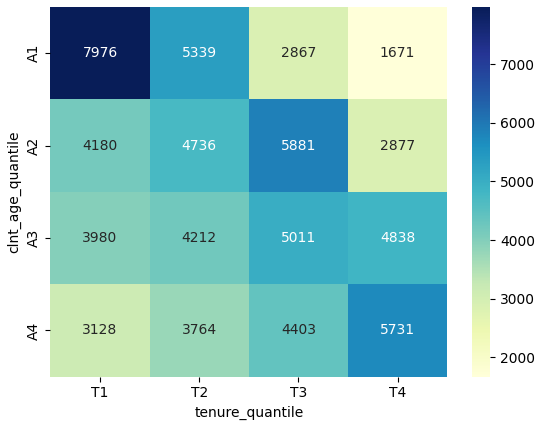 A1 7976 5339 2867 1671
A2 4180 4736 5881 2877
A3 3980 4212 5011 4838
A4 3128 3764 4403 5731
T1 T2 T3 T4
tenure_quantile
clnt_age_quantile
7000
6000
5000
4000
3000
2000